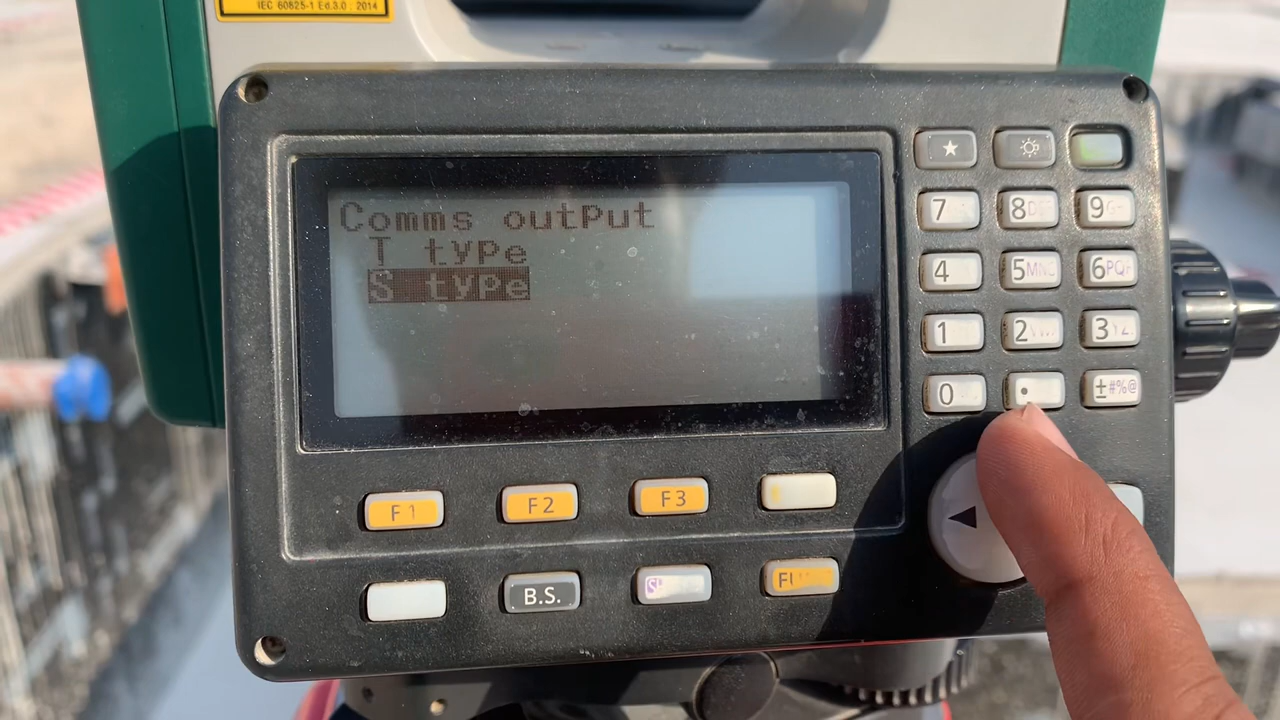 IEC 60825-1 Ed.3.0 : 2014
Comms output
T type
S type
7
8
9
4
5
6PQ
1
2
3
0
.
±#%@
F1
F2
F3
B.S.